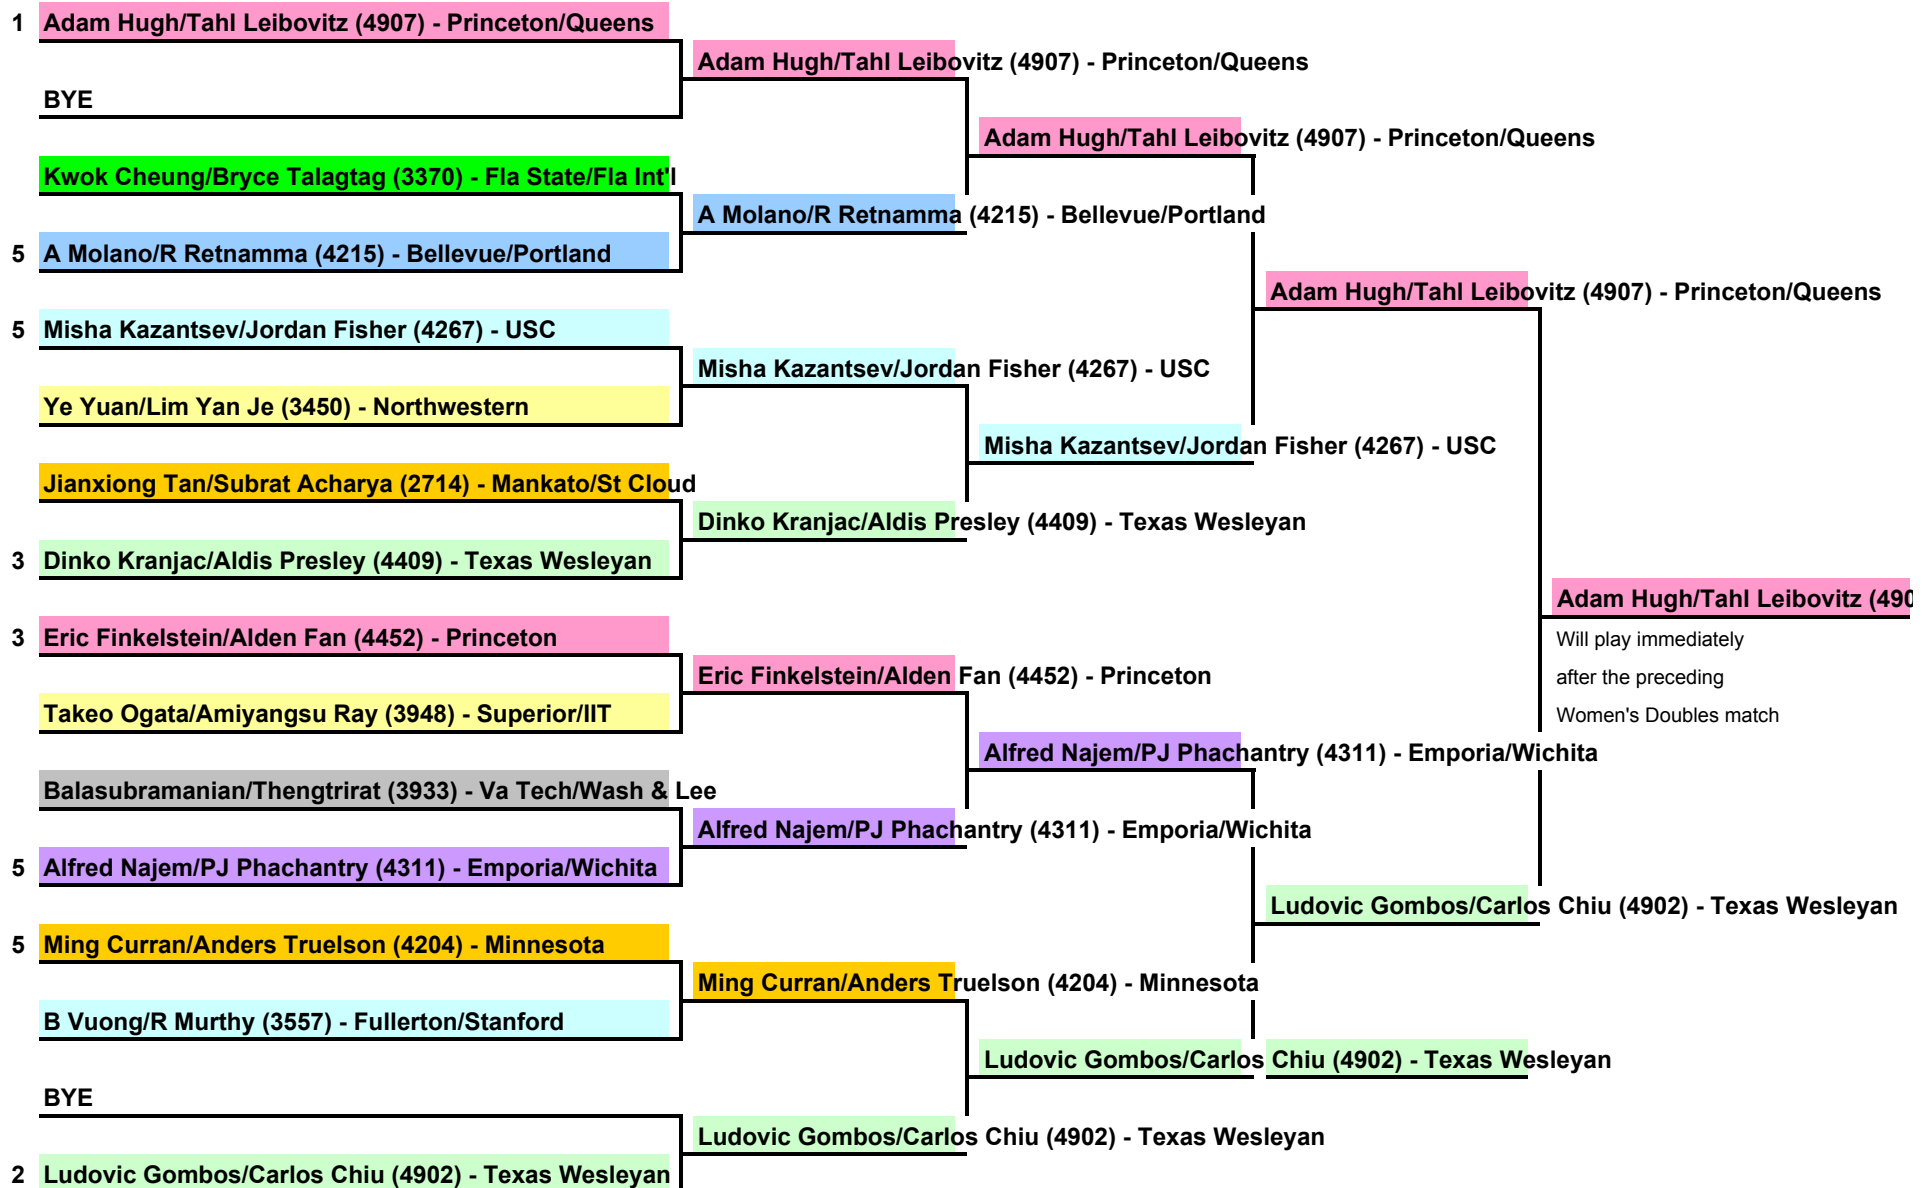 1 Adam Hugh/Tahl Leibovitz (4907) - Princeton/Queens
Adam Hugh/Tahl Leibovitz (4907) - Princeton/Queens
BYE
Adam Hugh/Tahl Leibovitz (4907) - Princeton/Queens
Kwok Cheung/Bryce Talagtag (3370) - Fla State/Fla Int'l
A Molano/R Retnamma (4215) - Bellevue/Portland
5 A Molano/R Retnamma (4215) - Bellevue/Portland
Adam Hugh/Tahl Leibovitz (4907) - Princeton/Queens
5 Misha Kazantsev/Jordan Fisher (4267) - USC
Misha Kazantsev/Jordan Fisher (4267) - USC
Ye Yuan/Lim Yan Je (3450) - Northwestern
Misha Kazantsev/Jordan Fisher (4267) - USC
Jianxiong Tan/Subrat Acharya (2714) - Mankato/St Cloud
Dinko Kranjac/Aldis Presley (4409) - Texas Wesleyan
3 Dinko Kranjac/Aldis Presley (4409) - Texas Wesleyan
Adam Hugh/Tahl Leibovitz (490
3 Eric Finkelstein/Alden Fan (4452) - Princeton
Will play immediately
Eric Finkelstein/Alden Fan (4452) - Princeton
after the preceding
Takeo Ogata/Amiyangsu Ray (3948) - Superior/IIT
Women's Doubles match
Alfred Najem/PJ Phachantry (4311) - Emporia/Wichita
Balasubramanian/Thengtrirat (3933) - Va Tech/Wash & Lee
Alfred Najem/PJ Phachantry (4311) - Emporia/Wichita
5 Alfred Najem/PJ Phachantry (4311) - Emporia/Wichita
Ludovic Gombos/Carlos Chiu (4902) - Texas Wesleyan
5 Ming Curran/Anders Truelson (4204) - Minnesota
Ming Curran/Anders Truelson (4204) - Minnesota
B Vuong/R Murthy (3557) - Fullerton/Stanford
Ludovic Gombos/Carlos Chiu (4902) - Texas Wesleyan
BYE
Ludovic Gombos/Carlos Chiu (4902) - Texas Wesleyan
2 Ludovic Gombos/Carlos Chiu (4902) - Texas Wesleyan